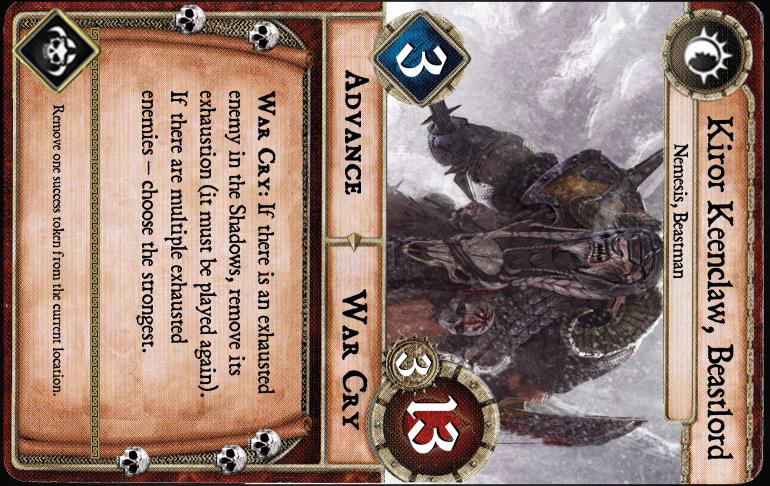 Kiror Keenclaw, Beastlord
Nemesis, Beastman
3
3
13
ADVANCE
WAR CRY
WAR CRY: If there is an exhausted
enemy in the Shadows, remove its
exhaustion (it must be played again).
If there are multiple exhausted
enemies – choose the strongest.
Remove one success token from the current location.